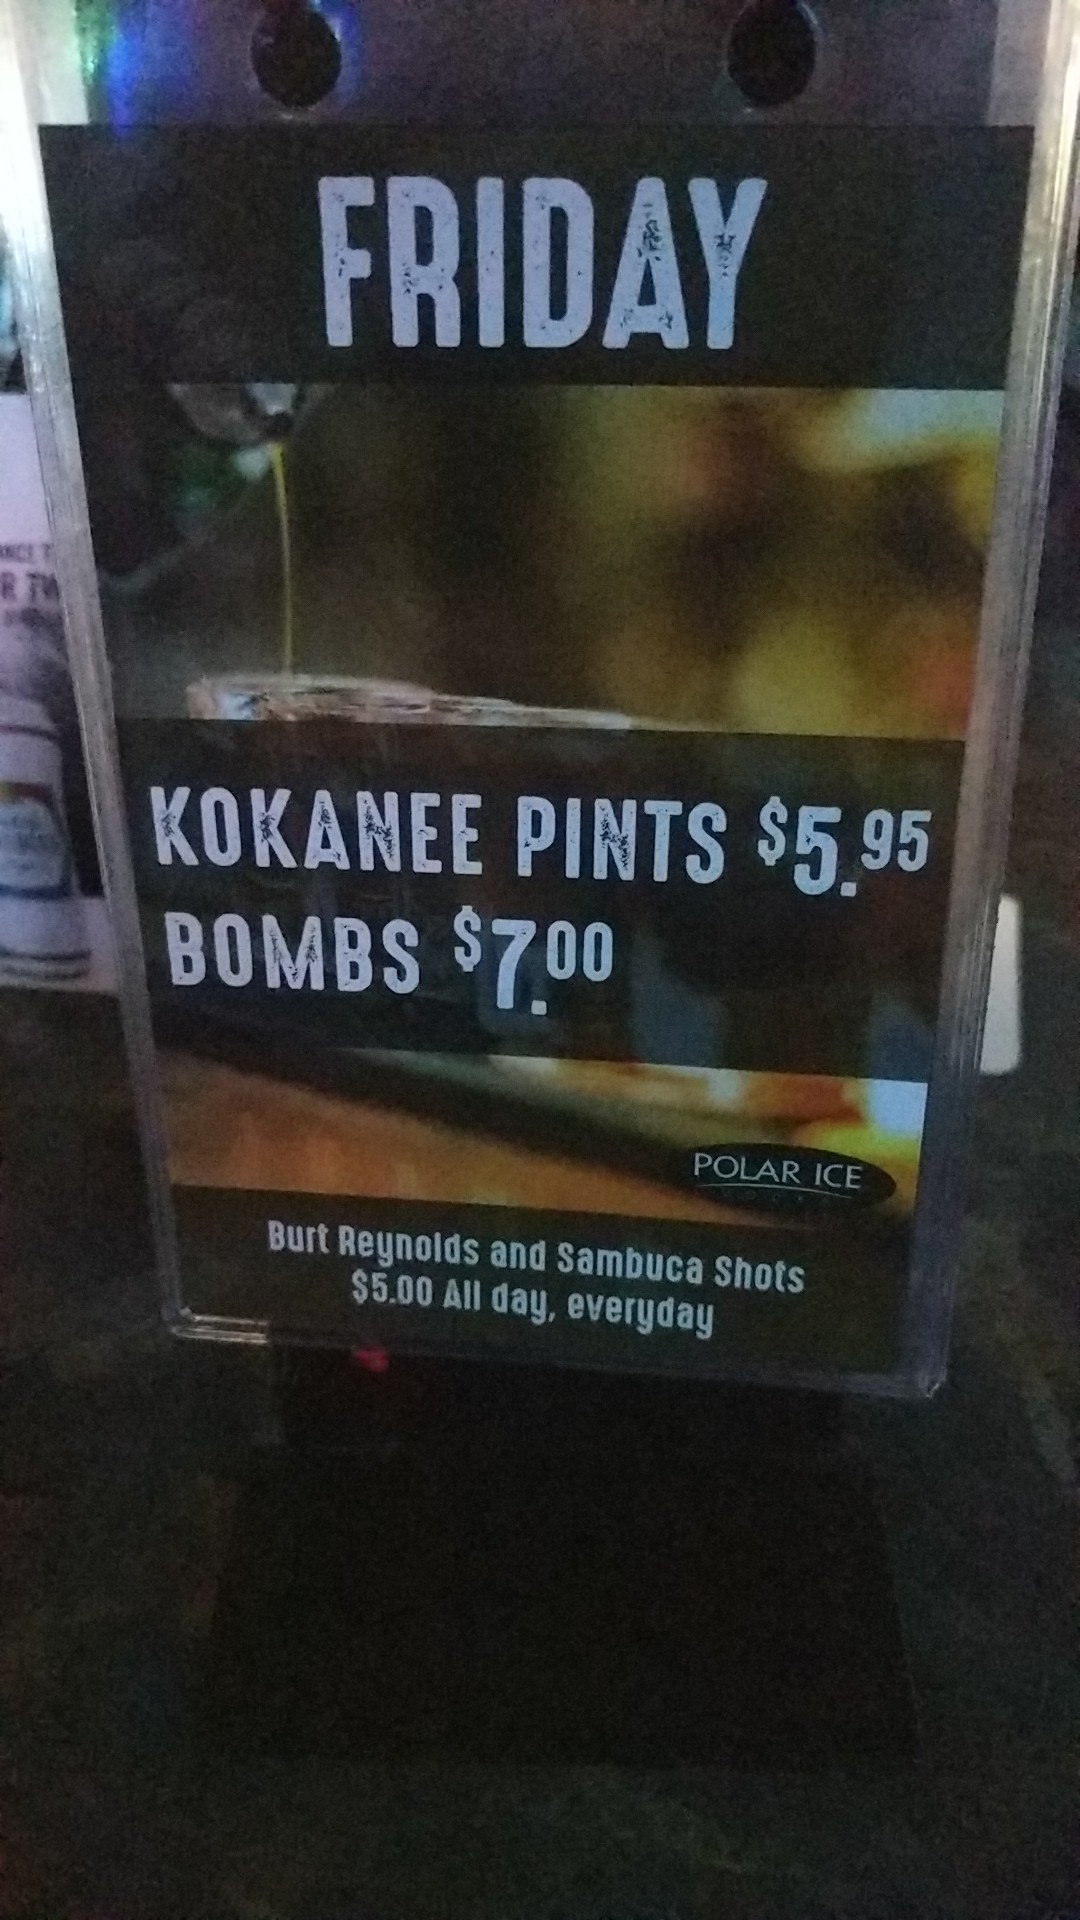 FRIDAY
KOKANEE PINTS $5.95
BOMBS $7.00
POLAR ICE
Burt Reynolds and Sambuca Shots
$5.00 All day, everyday